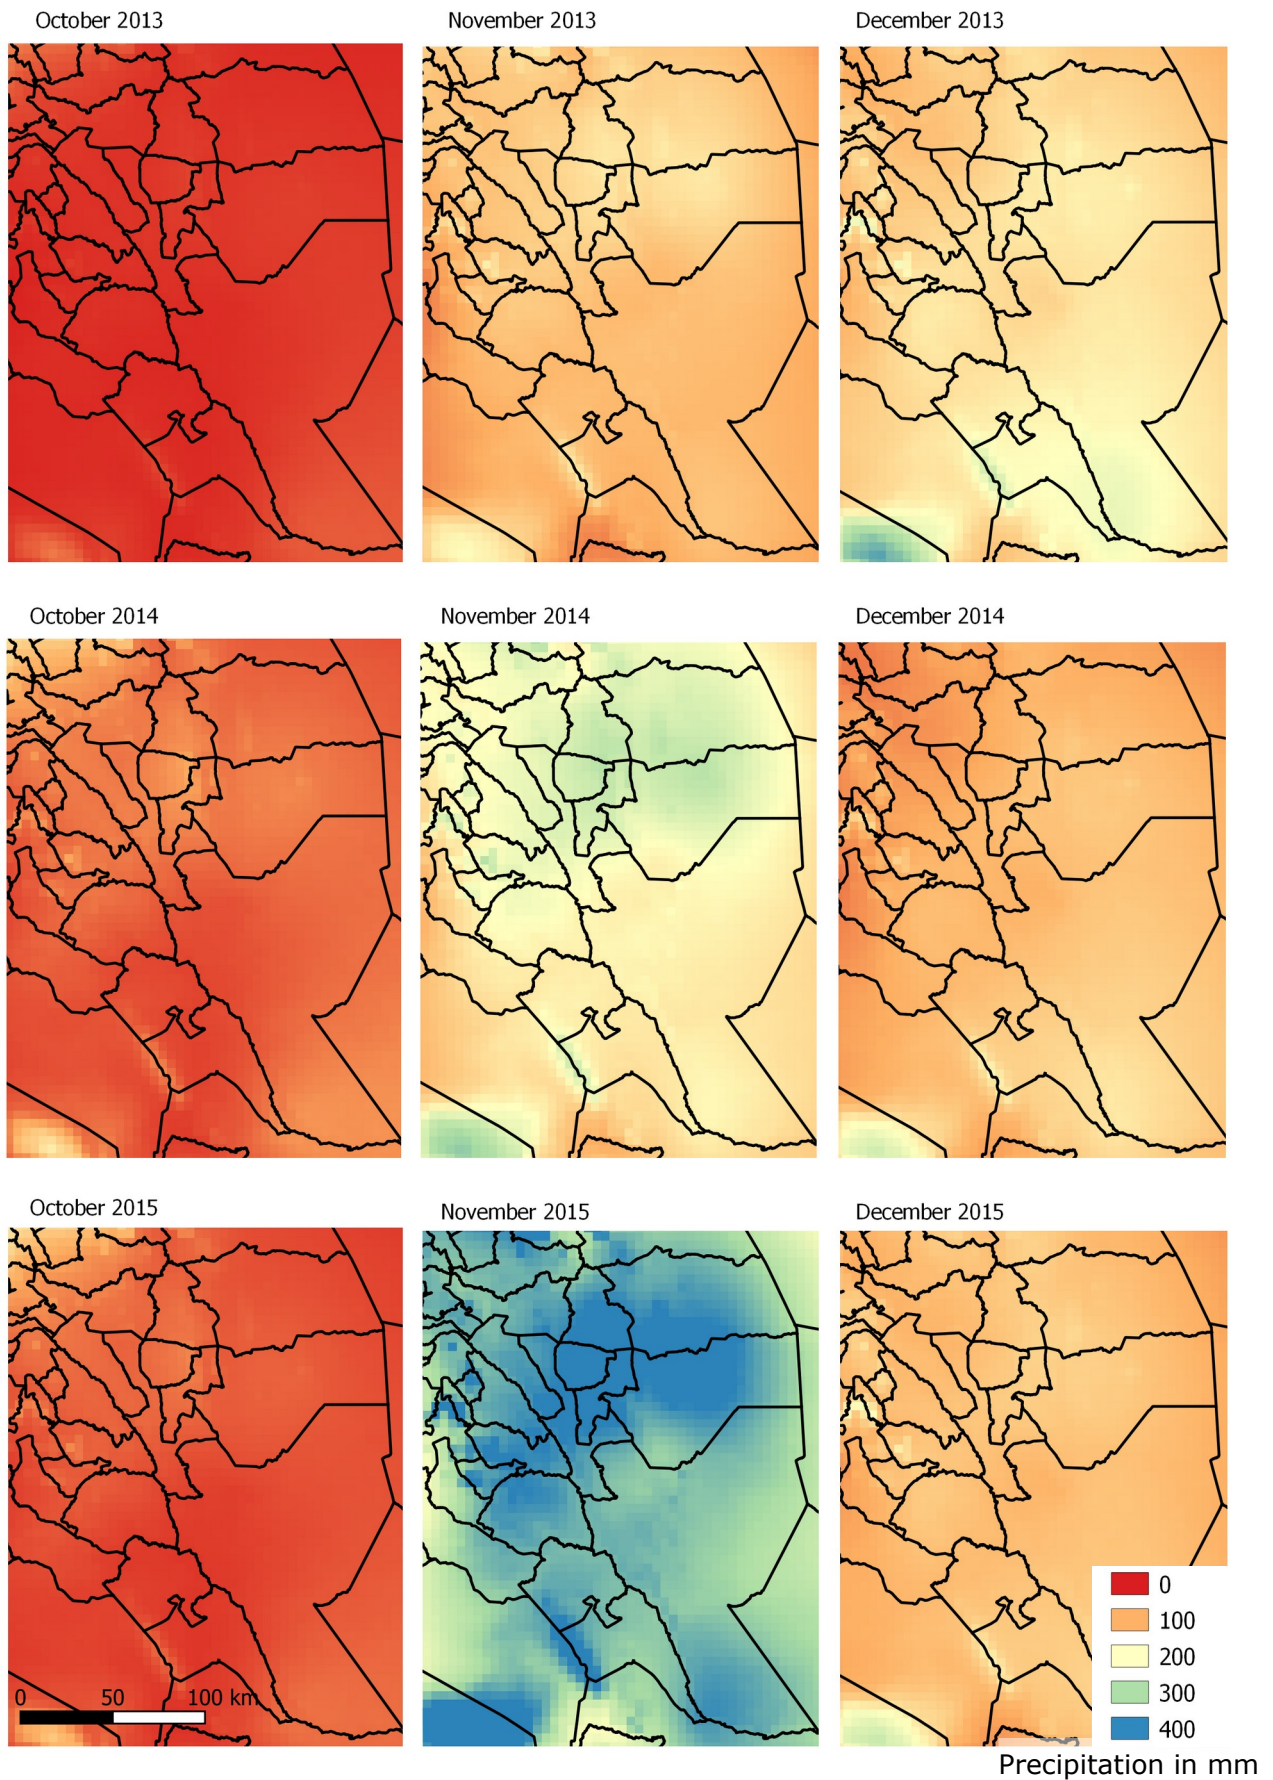 October 2013
November 2013
December 2013
October 2014
November 2014
December 2014
October 2015
November 2015
December 2015
0 50 100 km
0
100
200
300
400
Precipitation in mm